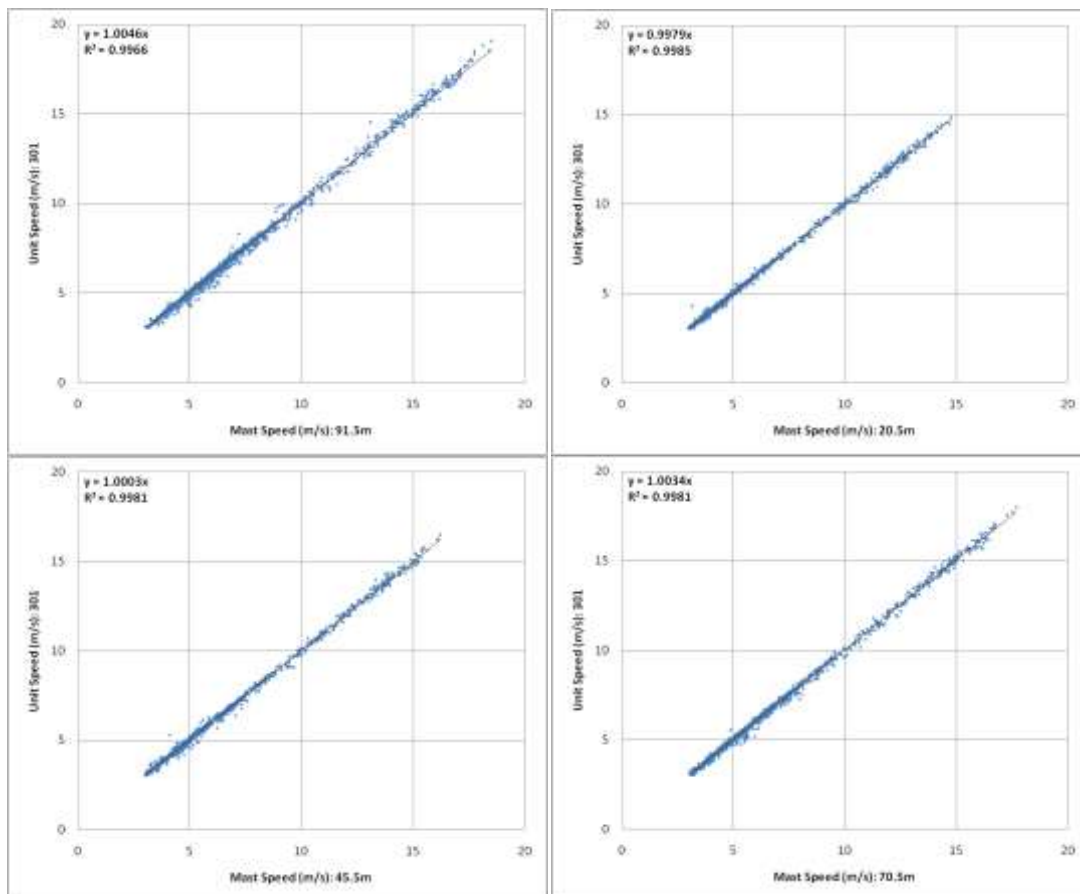 y = 1.0046x
R² = 0.9966
20
15
10
5
0
0 5 10 15 20
Unit Speed (m/s): 301
Mast Speed (m/s): 91.5m
y = 0.9979x
R² = 0.9985
20
15
10
5
0
0 5 10 15 20
Unit Speed (m/s): 301
Mast Speed (m/s): 20.5m
y = 1.0003x
R² = 0.9981
20
15
10
5
0
0 5 10 15 20
Unit Speed (m/s): 301
Mast Speed (m/s): 45.5m
y = 1.0034x
R² = 0.9981
20
15
10
5
0
0 5 10 15 20
Unit Speed (m/s): 301
Mast Speed (m/s): 70.5m